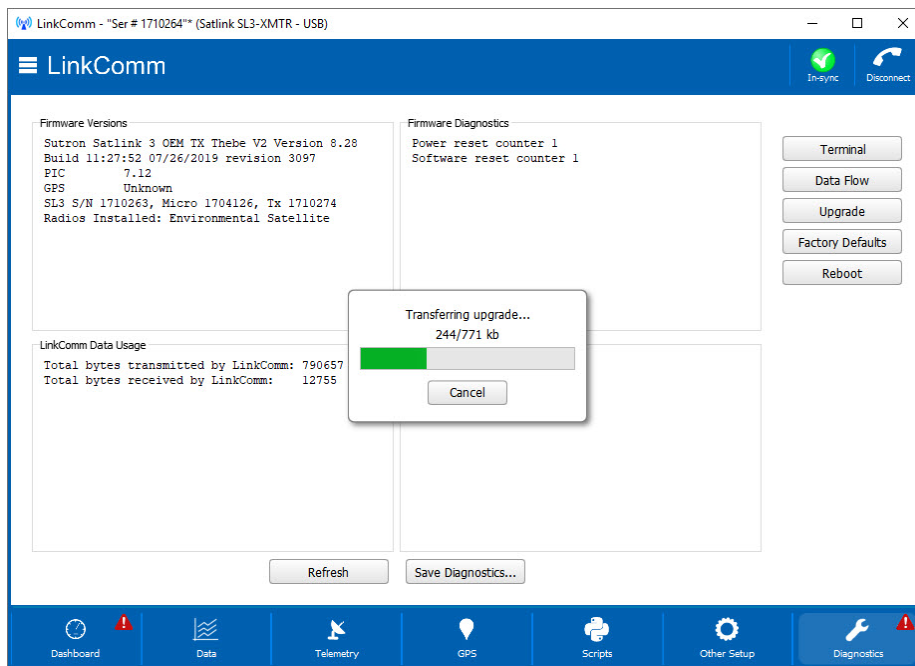 LinkComm - "Ser # 1710264"* (Satlink SL3-XMTR - USB)
LinkComm
In-sync
Disconnect
Firmware Versions
Sutron Satlink 3 OEM TX Thebe V2 Version 8.28
Build 11:27:52 07/26/2019 revision 3097
PIC 7.12
GPS Unknown
SL3 S/N 1710263, Micro 1704126, Tx 1710274
Radios Installed: Environmental Satellite
Firmware Diagnostics
Power reset counter 1
Software reset counter 1
Terminal
Data Flow
Upgrade
Factory Defaults
Reboot
Transferring upgrade...
244/771 kb
Cancel
LinkComm Data Usage
Total bytes transmitted by LinkComm: 790657
Total bytes received by LinkComm: 12755
Refresh
Save Diagnostics...
Dashboard
Data
Telemetry
GPS
Scripts
Other Setup
Diagnostics